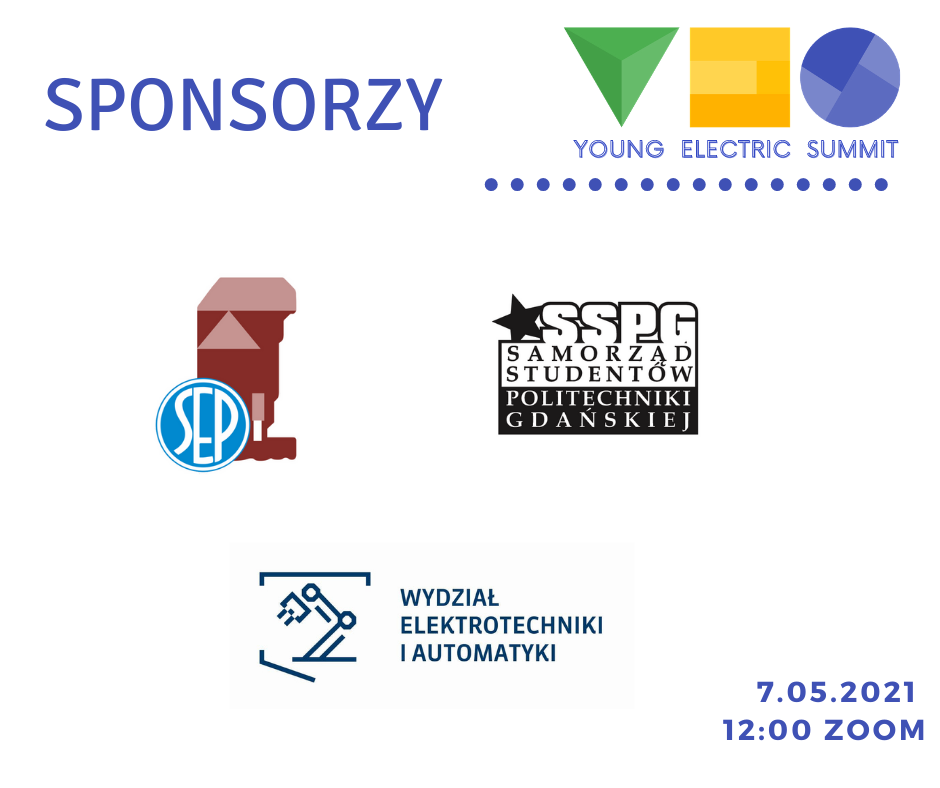 SPONSORZY
YOUNG ELECTRIC SUMMIT
SEP
SSPG
SAMORZĄD
STUDENTÓW
POLITECHNIKI
GDAŃSKIEJ
WYDZIAŁ
ELEKTROTECHNIKI
I AUTOMATYKI
7.05.2021
12:00 ZOOM